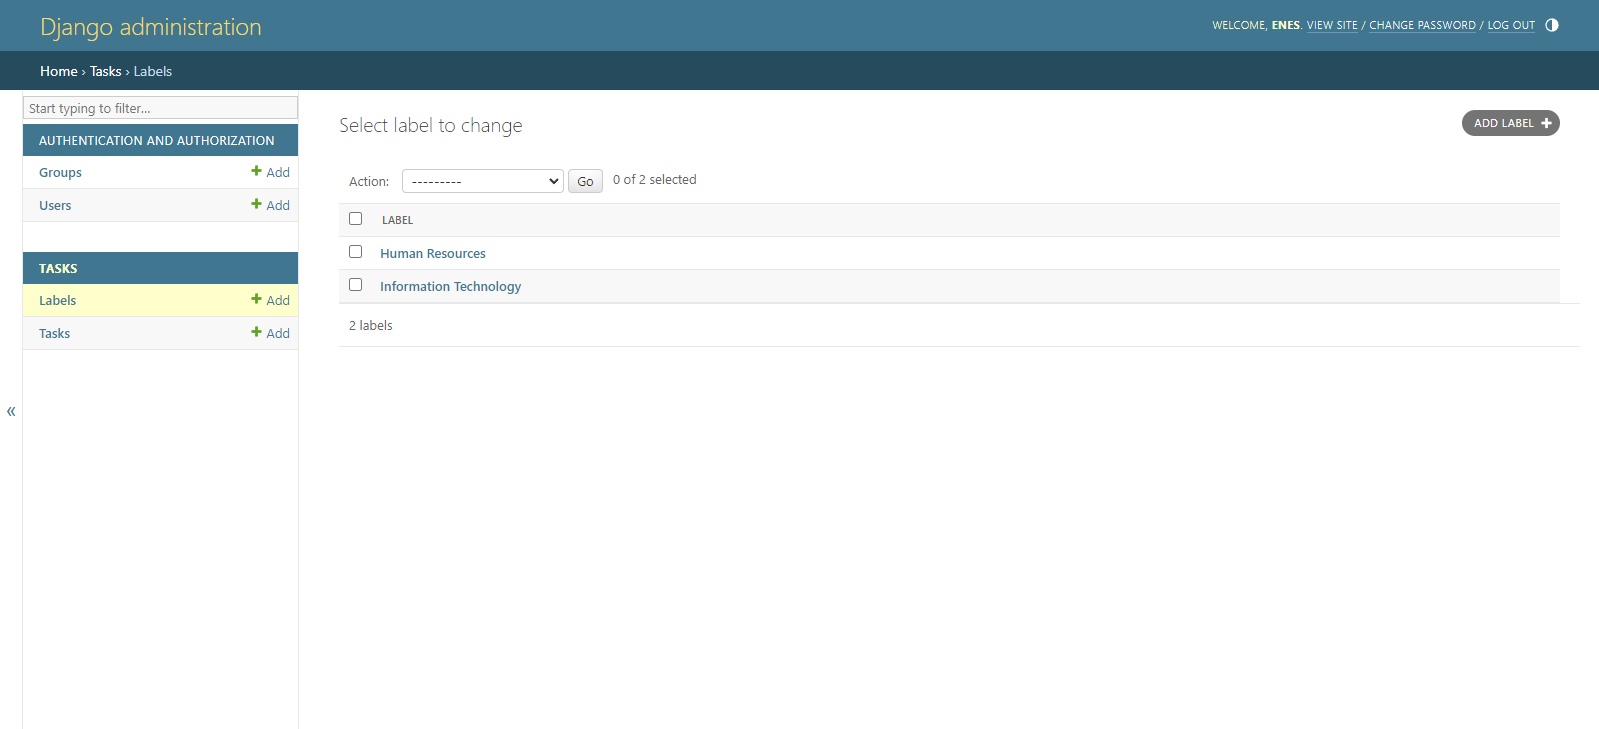 Django administration
WELCOME, ENES. VIEW SITE / CHANGE PASSWORD / LOG OUT
Home › Tasks › Labels
Start typing to filter...
AUTHENTICATION AND AUTHORIZATION
Groups + Add
Users + Add
TASKS
Labels + Add
Tasks + Add
«
Select label to change
ADD LABEL +
Action: --------- Go 0 of 2 selected
LABEL
Human Resources
Information Technology
2 labels